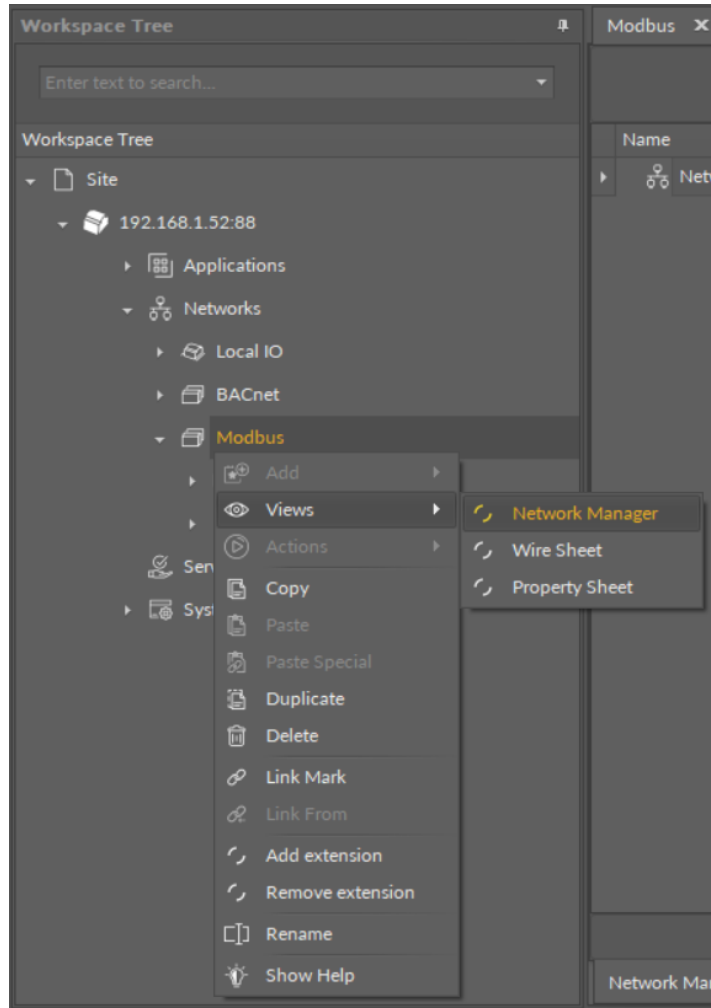 Workspace Tree
Modbus
Enter text to search...
Workspace Tree
Name
Site
192.168.1.52:88
Applications
Networks
Local IO
BACnet
Modbus
Add
Views
Network Manager
Actions
Wire Sheet
Copy
Property Sheet
Paste
Paste Special
Duplicate
Delete
Link Mark
Link From
Add extension
Remove extension
Rename
Show Help